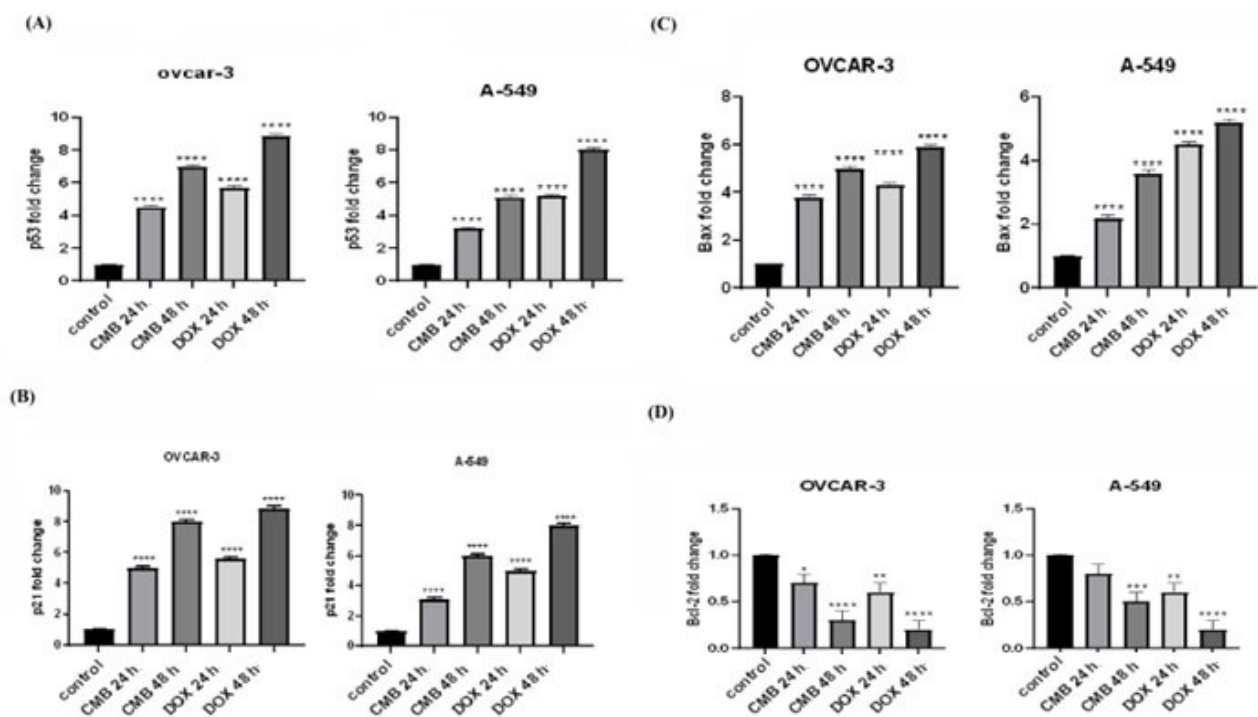 (A)
ovcar-3
p53 fold change
10
8
6
4
2
0
****
****
****
****
control
CMB 24 h
CMB 48 h
DOX 24 h
DOX 48 h
A-549
p53 fold change
10
8
6
4
2
0
****
****
****
****
control
CMB 24 h
CMB 48 h
DOX 24 h
DOX 48 h
(C)
OVCAR-3
Bax fold change
8
6
4
2
0
****
****
****
****
control
CMB 24 h
CMB 48 h
DOX 24 h
DOX 48 h
A-549
Bax fold change
6
4
2
0
****
****
****
****
control
CMB 24 h
CMB 48 h
DOX 24 h
DOX 48 h
(B)
OVCAR-3
p21 fold change
10
8
6
4
2
0
****
****
****
****
control
CMB 24 h
CMB 48 h
DOX 24 h
DOX 48 h
A-549
p21 fold change
10
8
6
4
2
0
****
****
****
****
control
CMB 24 h
CMB 48 h
DOX 24 h
DOX 48 h
(D)
OVCAR-3
Bcl-2 fold change
1.5
1.0
0.5
0.0
*
****
**
****
control
CMB 24 h
CMB 48 h
DOX 24 h
DOX 48 h
A-549
Bcl-2 fold change
1.5
1.0
0.5
0.0
***
**
****
control
CMB 24 h
CMB 48 h
DOX 24 h
DOX 48 h